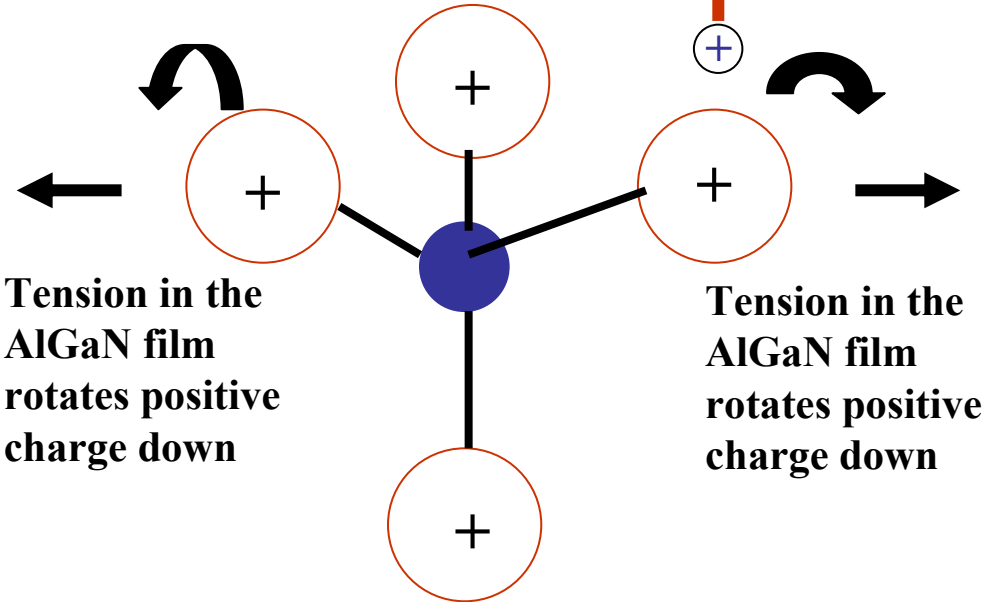 +
+
+
+
Tension in the
AlGaN film
rotates positive
charge down
Tension in the
AlGaN film
rotates positive
charge down
+